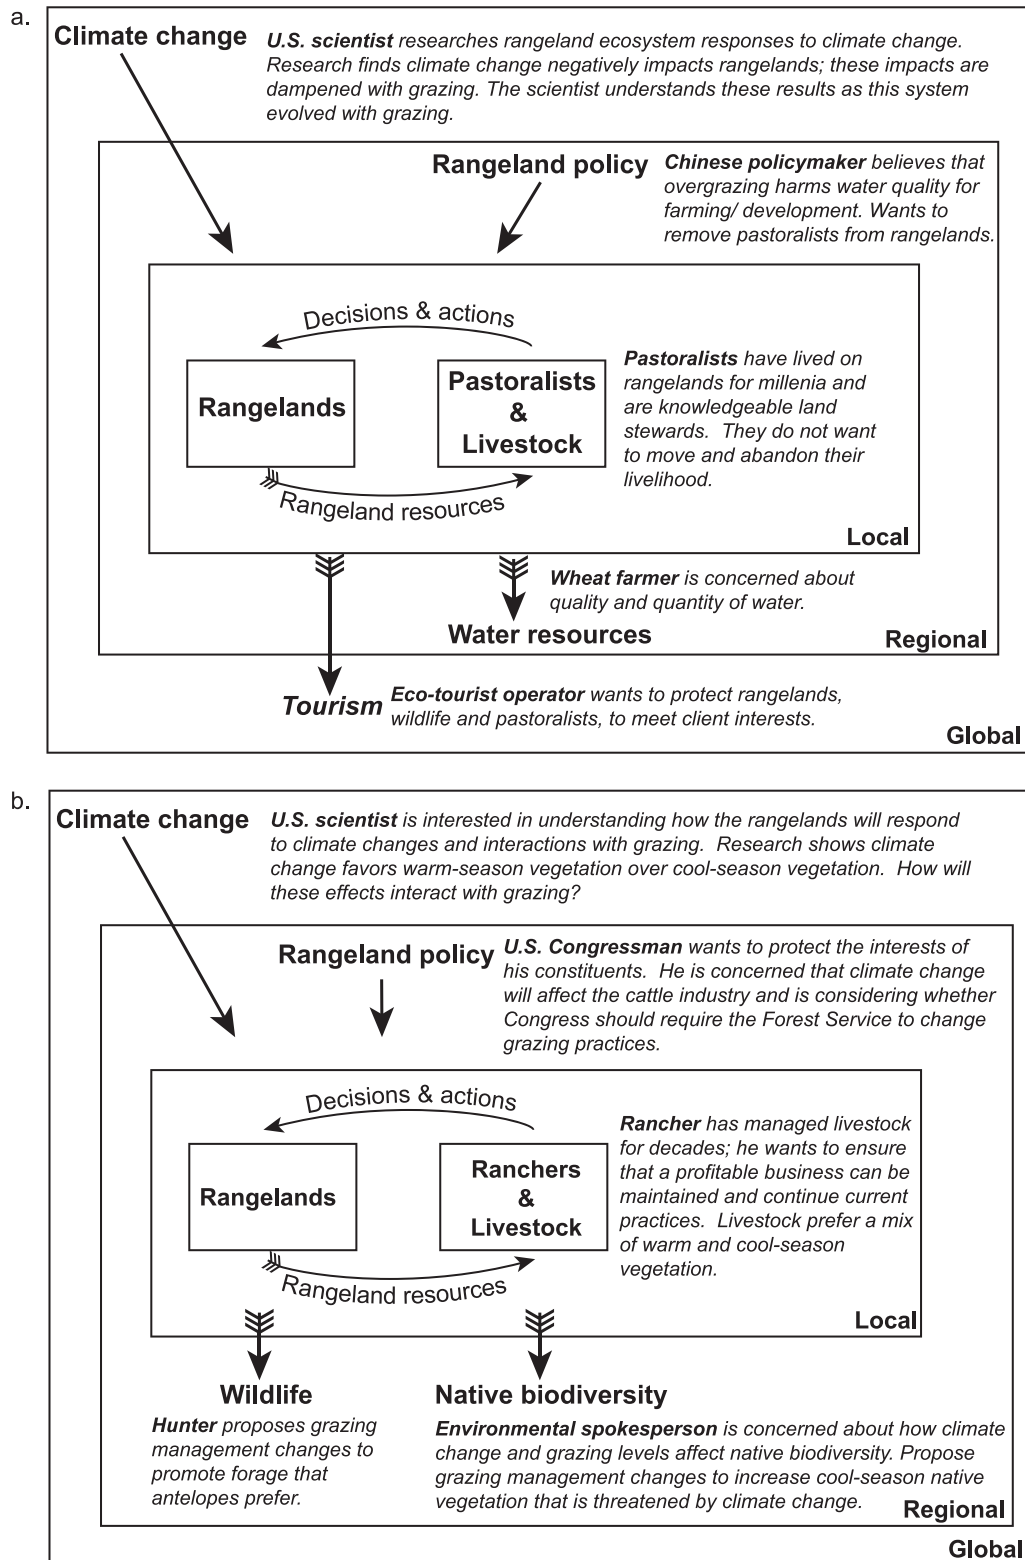 a.
Climate change
U.S. scientist researches rangeland ecosystem responses to climate change.
Research finds climate change negatively impacts rangelands; these impacts are
dampened with grazing. The scientist understands these results as this system
evolved with grazing.
Rangeland policy
Chinese policymaker believes that
overgrazing harms water quality for
farming/ development. Wants to
remove pastoralists from rangelands.
Decisions & actions
Rangelands
Pastoralists
&
Livestock
Pastoralists have lived on
rangelands for millenia and
are knowledgeable land
stewards. They do not want
to move and abandon their
livelihood.
Rangeland resources
Local
Wheat farmer is concerned about
quality and quantity of water.
Water resources
Regional
Tourism
Eco-tourist operator wants to protect rangelands,
wildlife and pastoralists, to meet client interests.
Global
b.
Climate change
U.S. scientist is interested in understanding how the rangelands will respond
to climate changes and interactions with grazing. Research shows climate
change favors warm-season vegetation over cool-season vegetation. How will
these effects interact with grazing?
Rangeland policy
U.S. Congressman wants to protect the interests of
his constituents. He is concerned that climate change
will affect the cattle industry and is considering whether
Congress should require the Forest Service to change
grazing practices.
Decisions & actions
Rangelands
Ranchers
&
Livestock
Rancher has managed livestock
for decades; he wants to ensure
that a profitable business can be
maintained and continue current
practices. Livestock prefer a mix
of warm and cool-season
vegetation.
Rangeland resources
Local
Wildlife
Hunter proposes grazing
management changes to
promote forage that
antelopes prefer.
Native biodiversity
Environmental spokesperson is concerned about how climate
change and grazing levels affect native biodiversity. Propose
grazing management changes to increase cool-season native
vegetation that is threatened by climate change.
Regional
Global